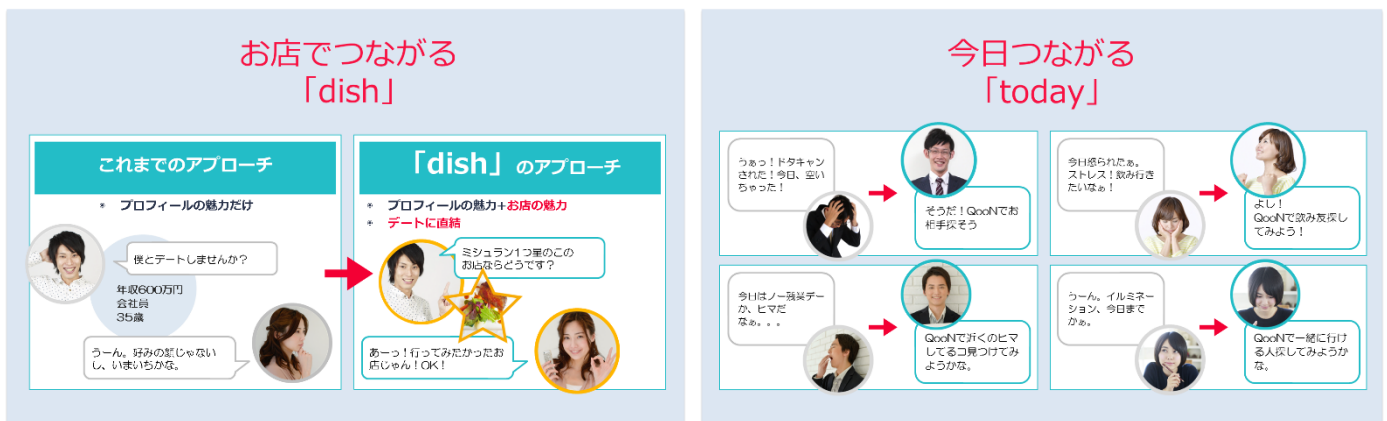 お店でつながる
「dish」
これまでのアプローチ
* プロフィールの魅力だけ
僕とデートしませんか？
年収600万円
会社員
35歳
うーん。好みの顔じゃない
し、いまいちかな。
「dish」のアプローチ
* プロフィールの魅力+お店の魅力
* デートに直結
ミシュラン1つ星のこの
お店ならどうです？
あーっ！行ってみたかったお
店じゃん！OK！
今日つながる
「today」
うぁっ！ドタキャン
された！今日、空い
ちゃった！
そうだ！QooNでお
相手探そう
今日怒られたぁ。
ストレス！飲み行き
たいなぁ！
よし！
QooNで飲み友探し
てみよう！
今日はノー残業デー
か、ヒマだ
なぁ。。。
QooNで近くのヒマ
してるコ見つけてみ
ようかな。
うーん。イルミネー
ション、今日まで
かぁ。
QooNで一緒に行け
る人探してみようか
な。